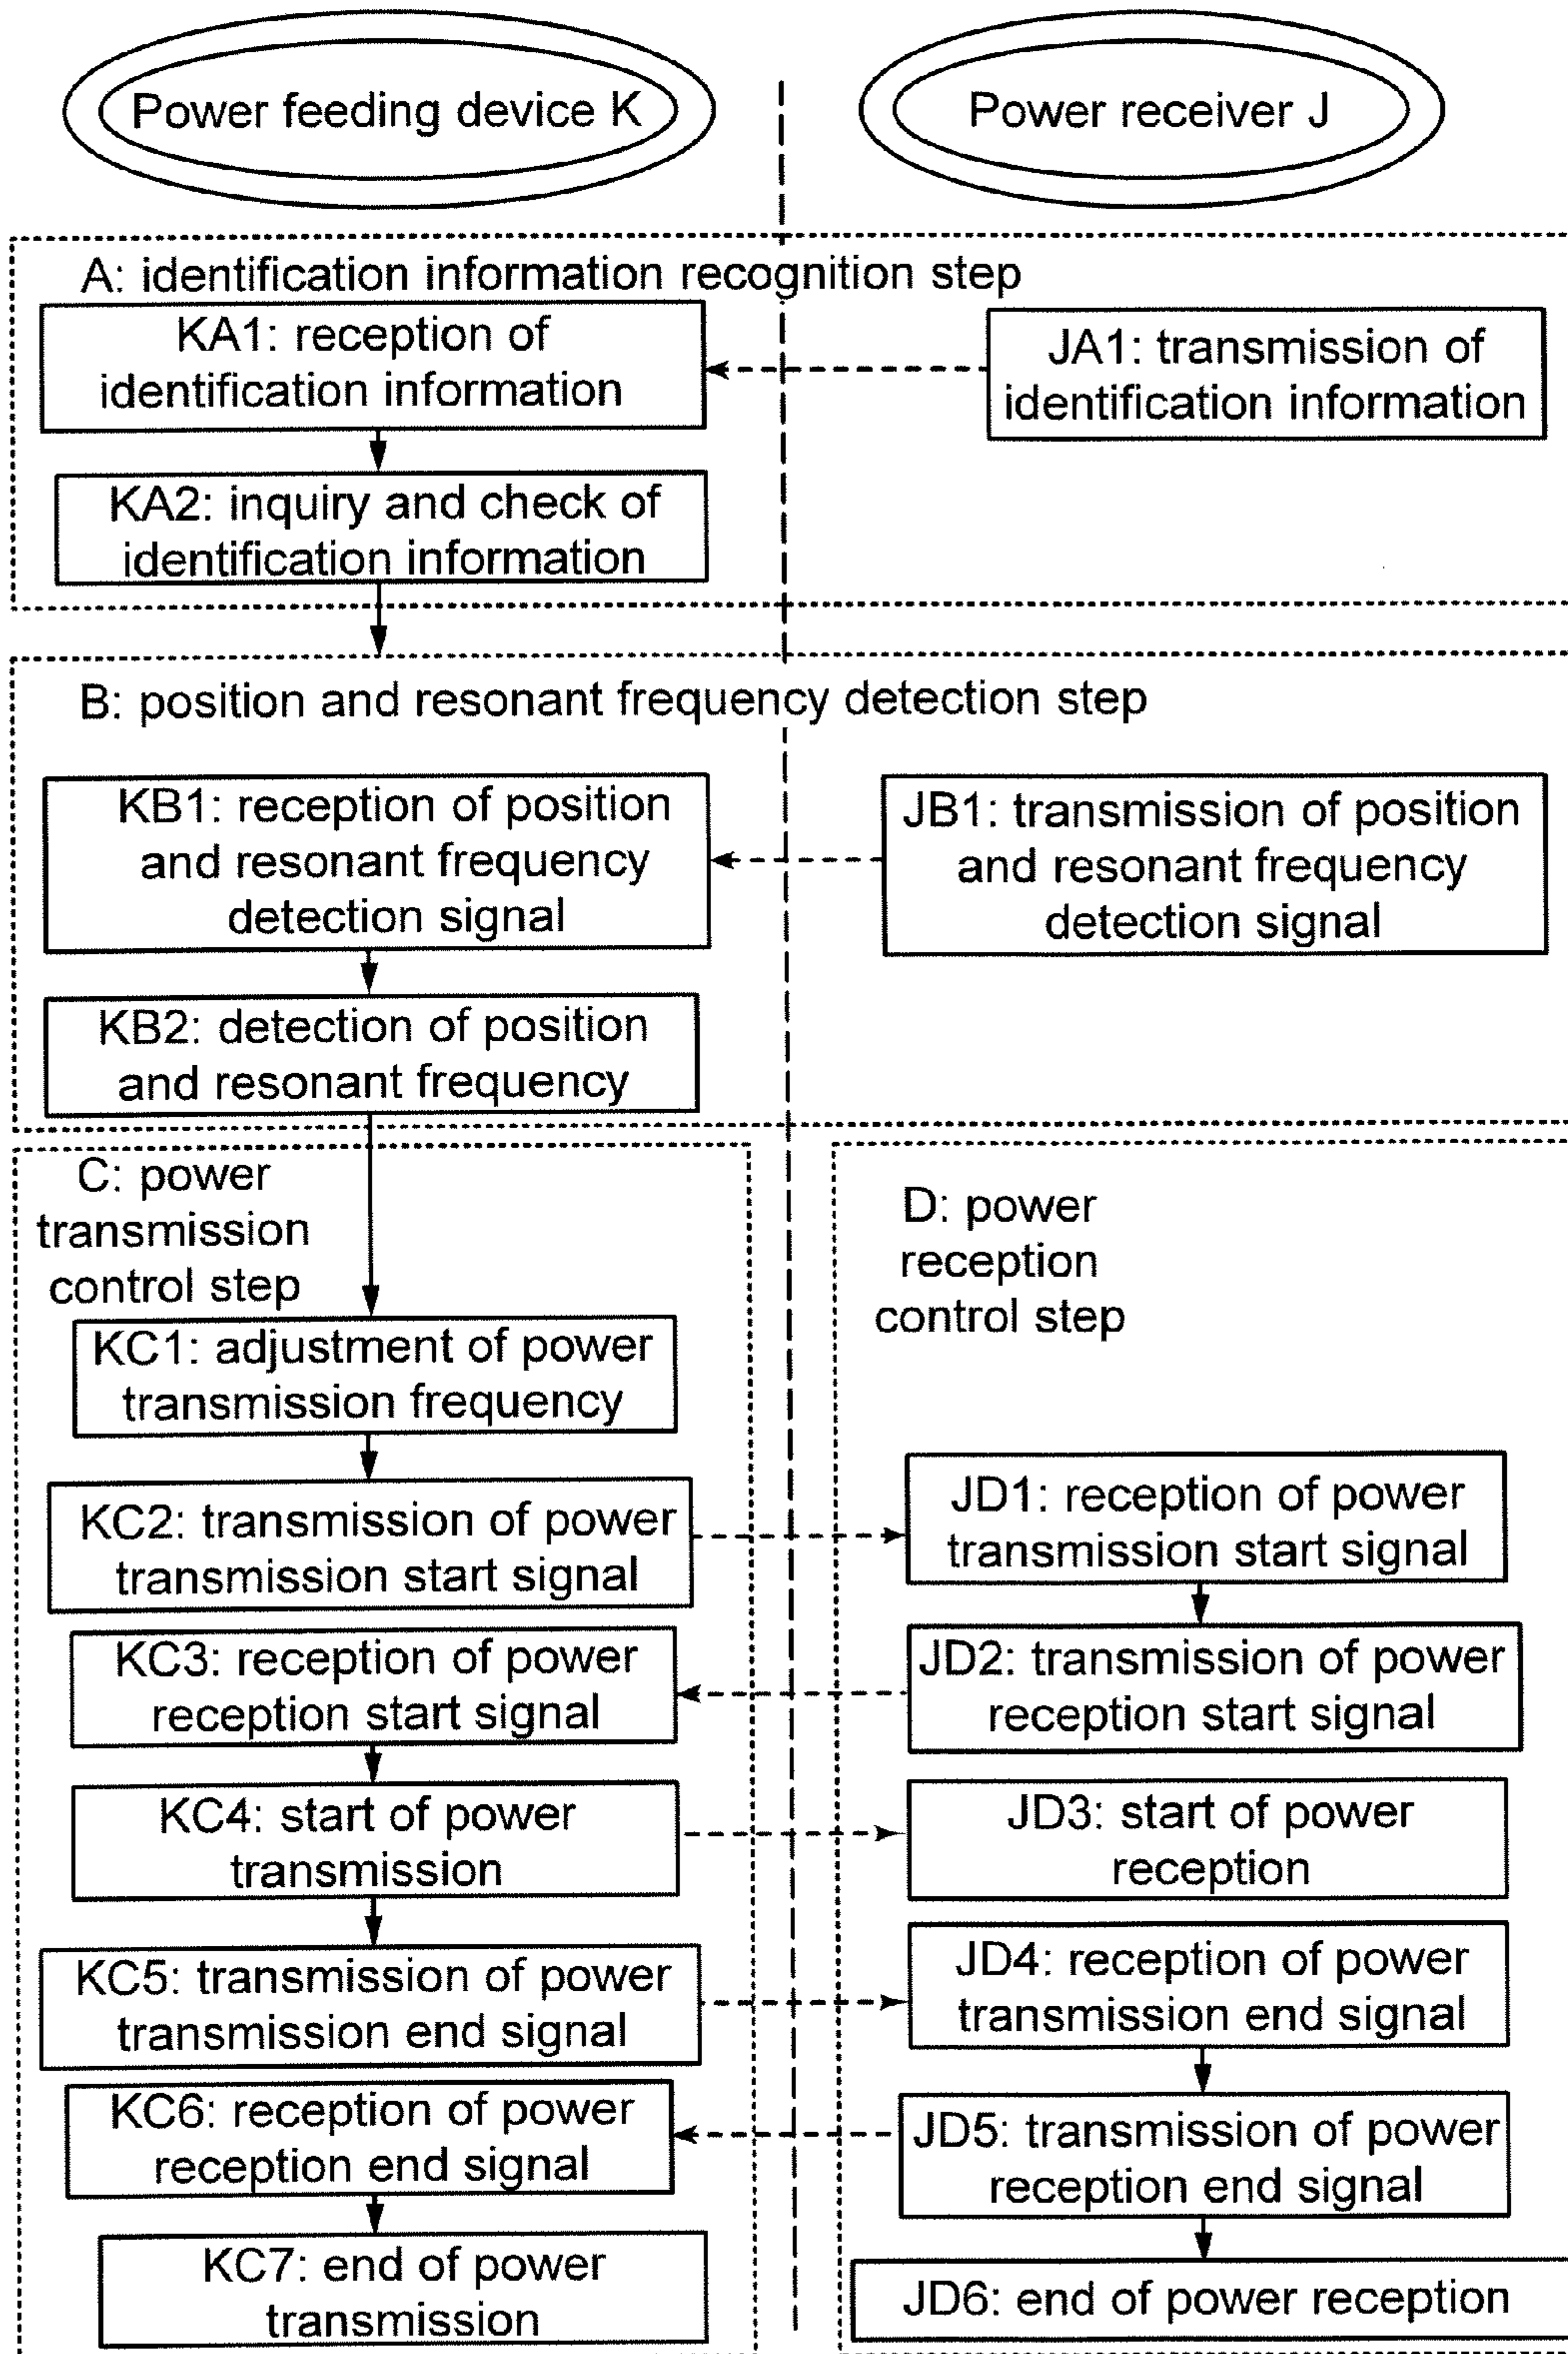 Power feeding device K
Power receiver J
A: identification information recognition step
KA1: reception of
identification information
JA1: transmission of
identification information
KA2: inquiry and check of
identification information
B: position and resonant frequency detection step
KB1: reception of position
and resonant frequency
detection signal
JB1: transmission of position
and resonant frequency
detection signal
KB2: detection of position
and resonant frequency
C: power
transmission
control step
D: power
reception
control step
KC1: adjustment of power
transmission frequency
KC2: transmission of power
transmission start signal
JD1: reception of power
transmission start signal
KC3: reception of power
reception start signal
JD2: transmission of power
reception start signal
KC4: start of power
transmission
JD3: start of power
reception
KC5: transmission of power
transmission end signal
JD4: reception of power
transmission end signal
KC6: reception of power
reception end signal
JD5: transmission of power
reception end signal
KC7: end of power
transmission
JD6: end of power reception